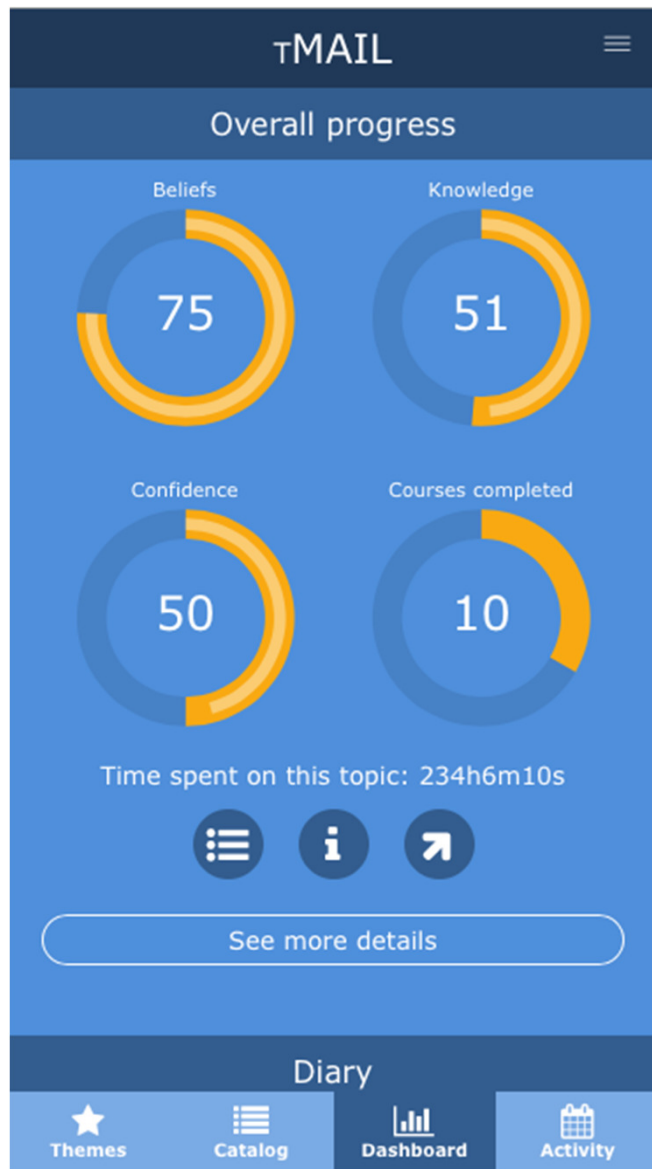 TMAIL
Overall progress
Beliefs
Knowledge
75
51
Confidence
Courses completed
50
10
Time spent on this topic: 234h6m10s
See more details
Diary
Themes
Catalog
Dashboard
Activity